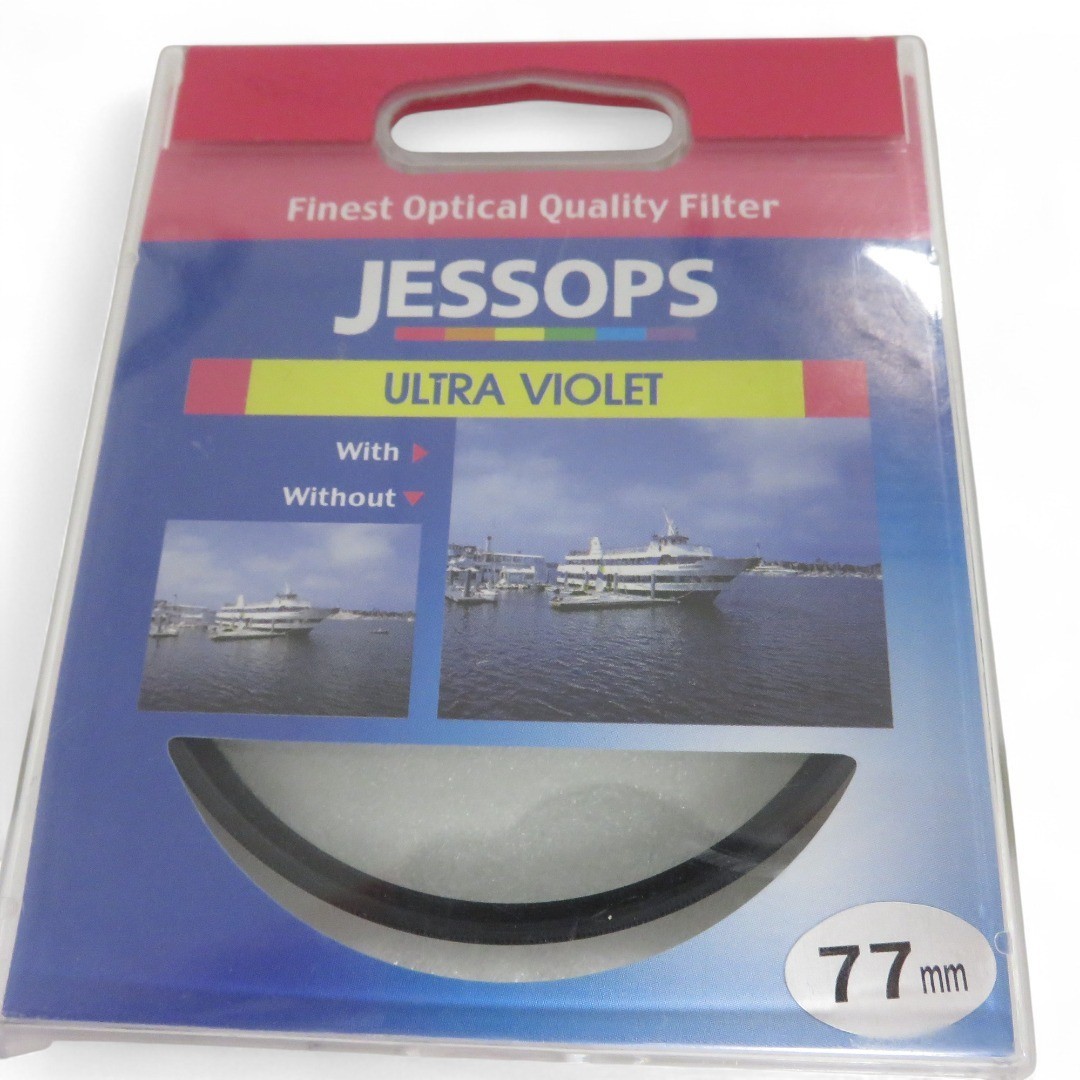 Finest Optical Quality Filter
JESSOPS
ULTRA VIOLET
With
Without
77mm